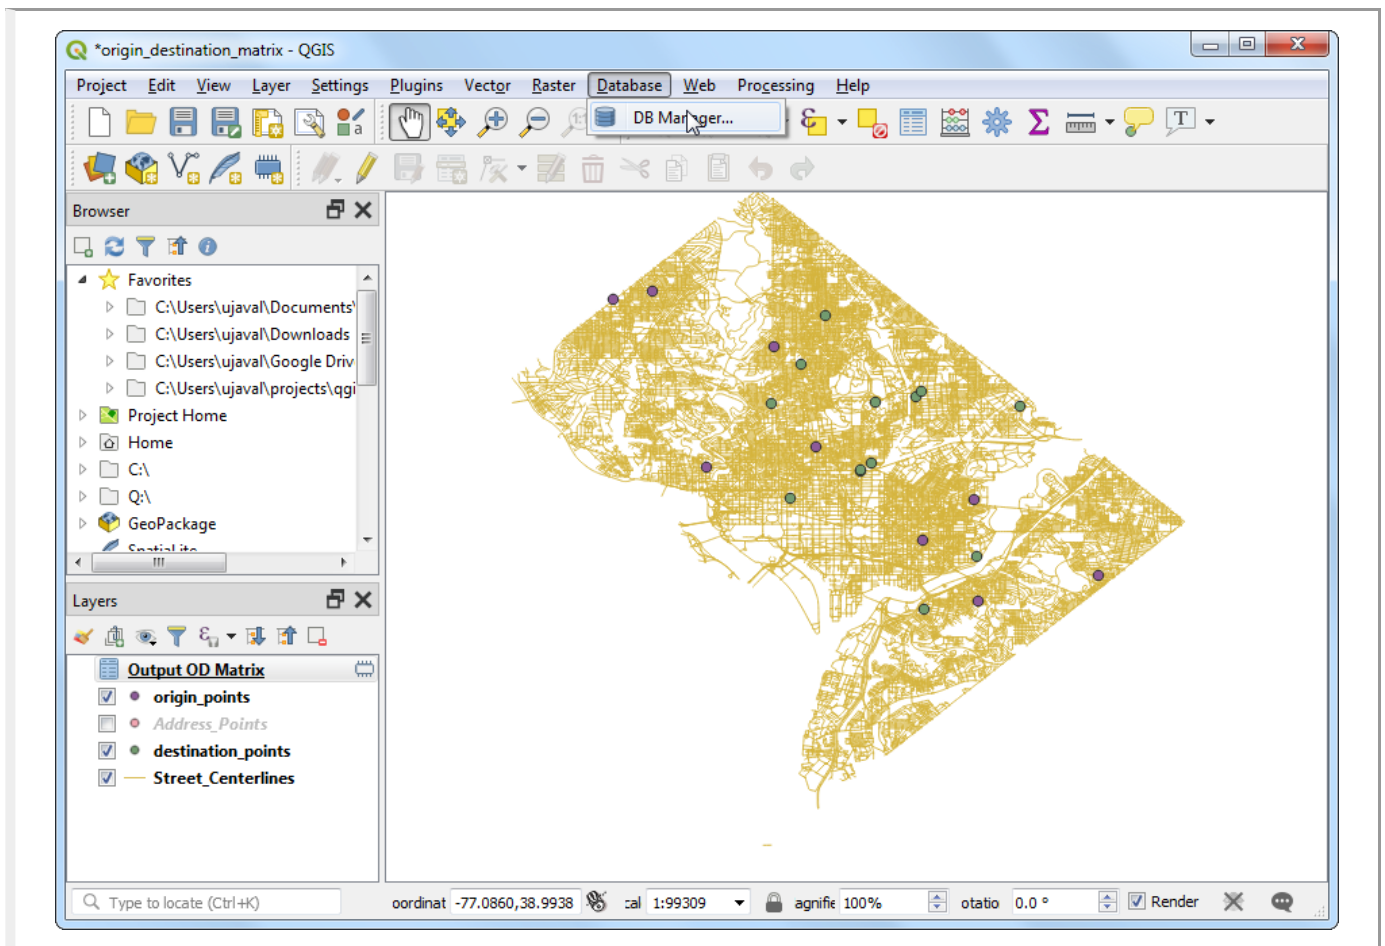 *origin_destination_matrix - QGIS
Project Edit View Layer Settings Plugins Vector Raster Database Web Processing Help
DB Manager...
Browser
Favorites
C:\Users\ujaval\Documents'
C:\Users\ujaval\Downloads
C:\Users\ujaval\Google Driv
C:\Users\ujaval\projects\qgi
Project Home
Home
C:\
Q:\
GeoPackage
SpatiaLite
Layers
Output OD Matrix
origin_points
Address_Points
destination_points
Street_Centerlines
Type to locate (Ctrl+K) oordinat -77.0860,38.9938 cal 1:99309 agnifie 100% otatio 0.0 ° Render